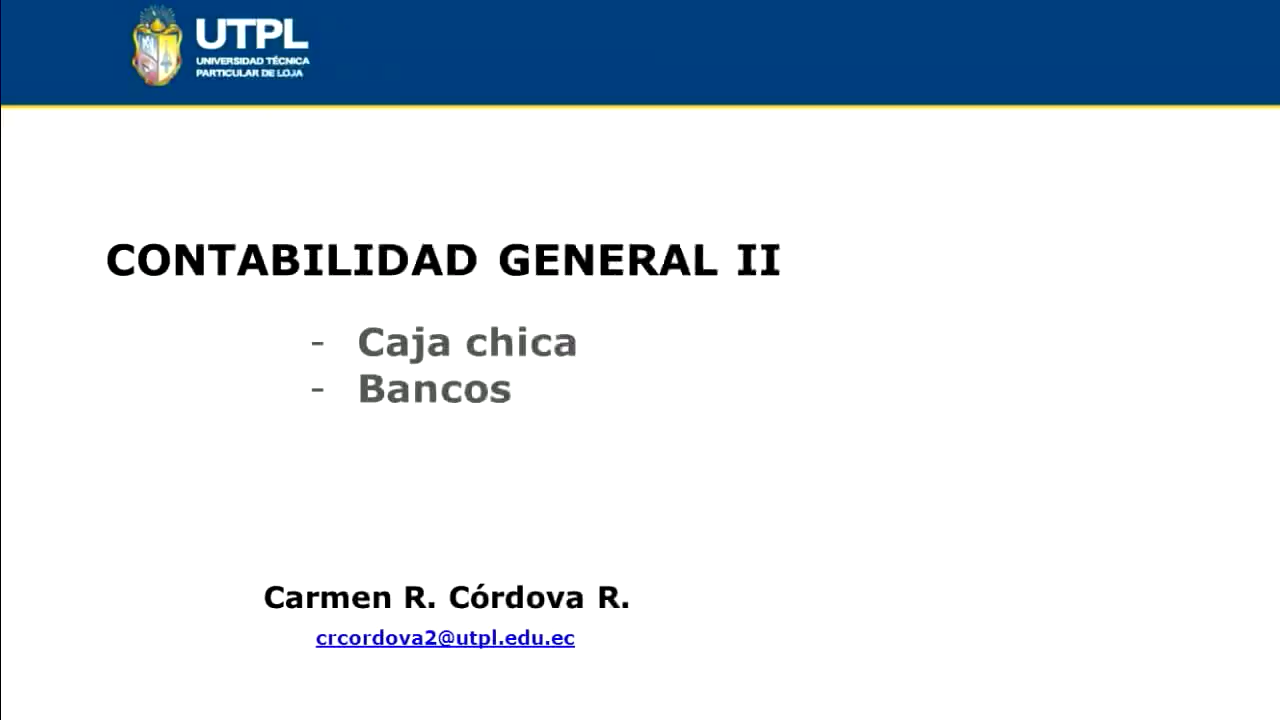 UTPL
UNIVERSIDAD TÉCNICA
PARTICULAR DE LOJA
CONTABILIDAD GENERAL II
- Caja chica
- Bancos
Carmen R. Córdova R.
crcordova2@utpl.edu.ec